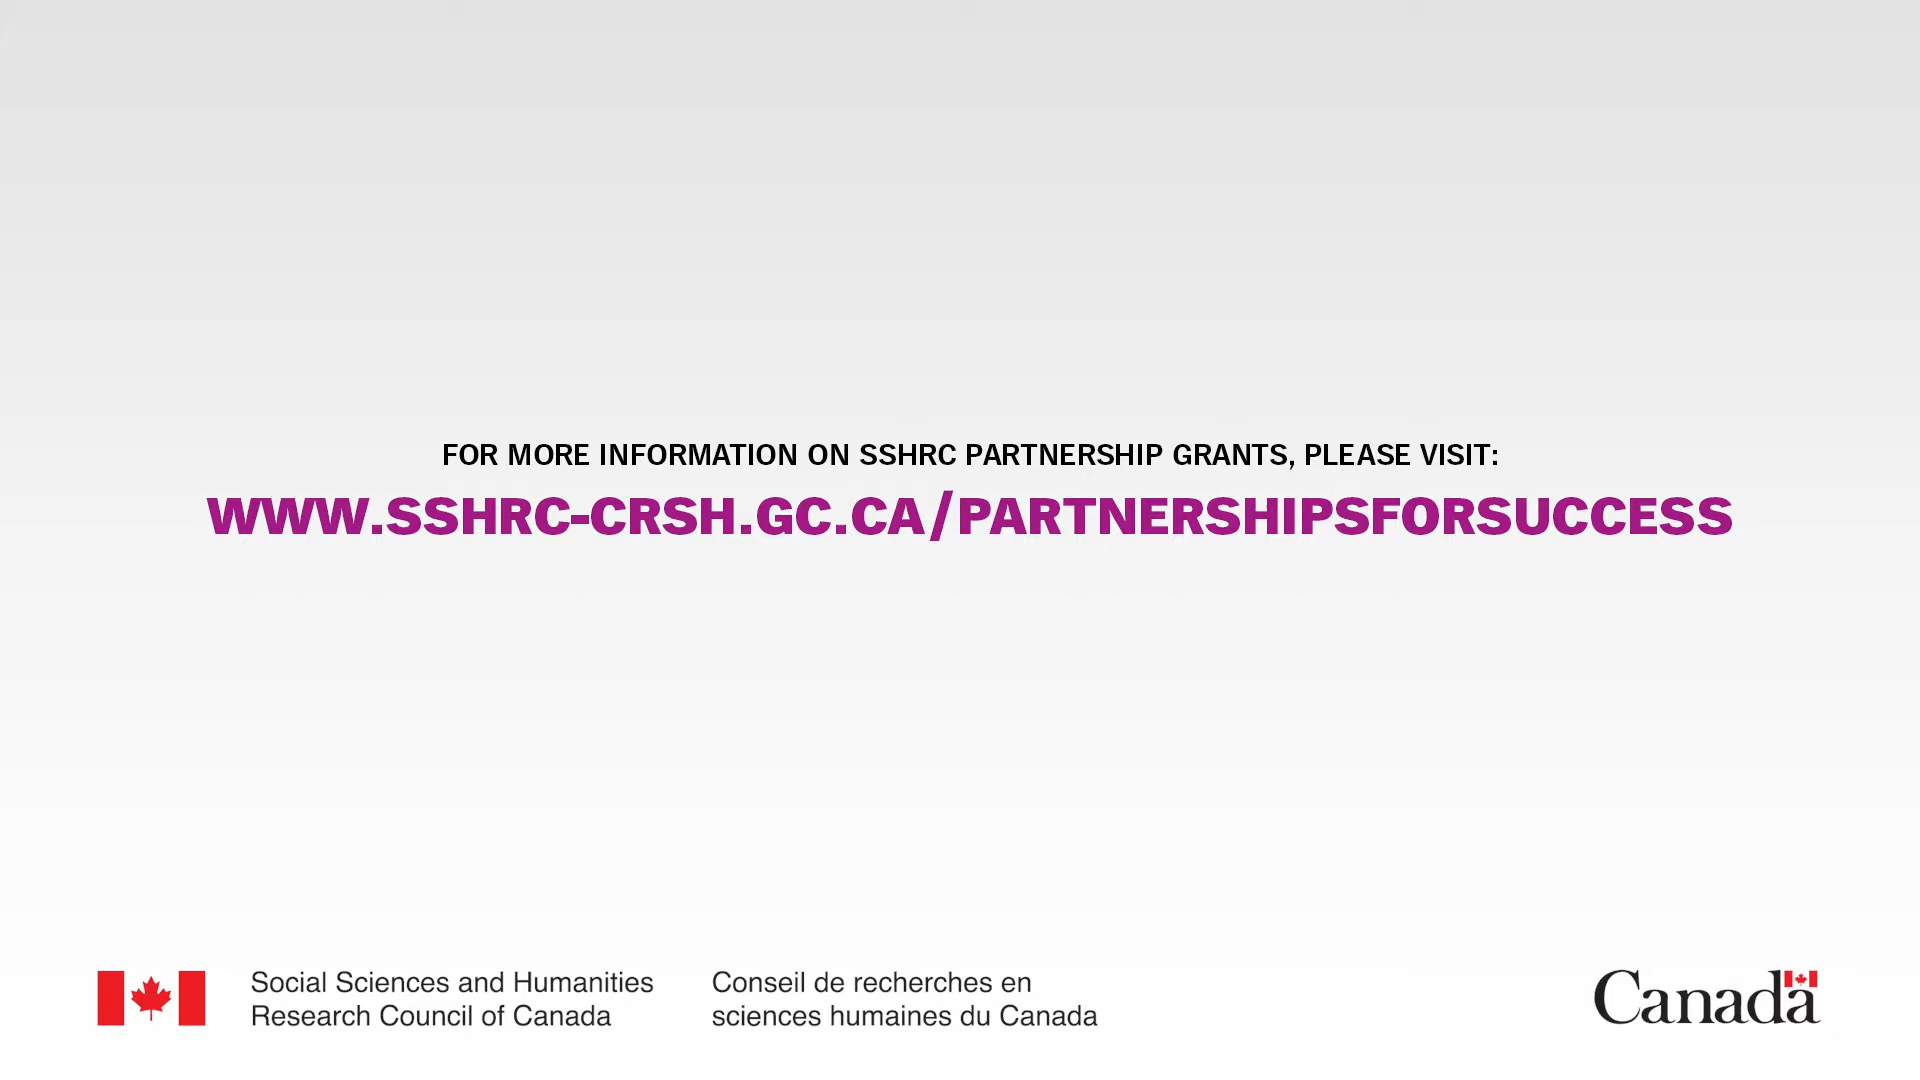 FOR MORE INFORMATION ON SSHRC PARTNERSHIP GRANTS, PLEASE VISIT:
WWW.SSHRC-CRSH.GC.CA/PARTNERSHIPSFORSUCCESS
Social Sciences and Humanities
Research Council of Canada
Conseil de recherches en
sciences humaines du Canada
Canada